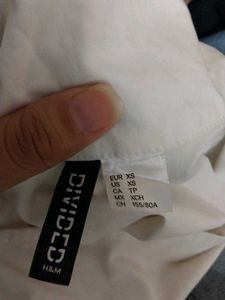 DIVIDED
H&M
EUR XS
US XS
CA TP
MX XCH
CN 155/80A